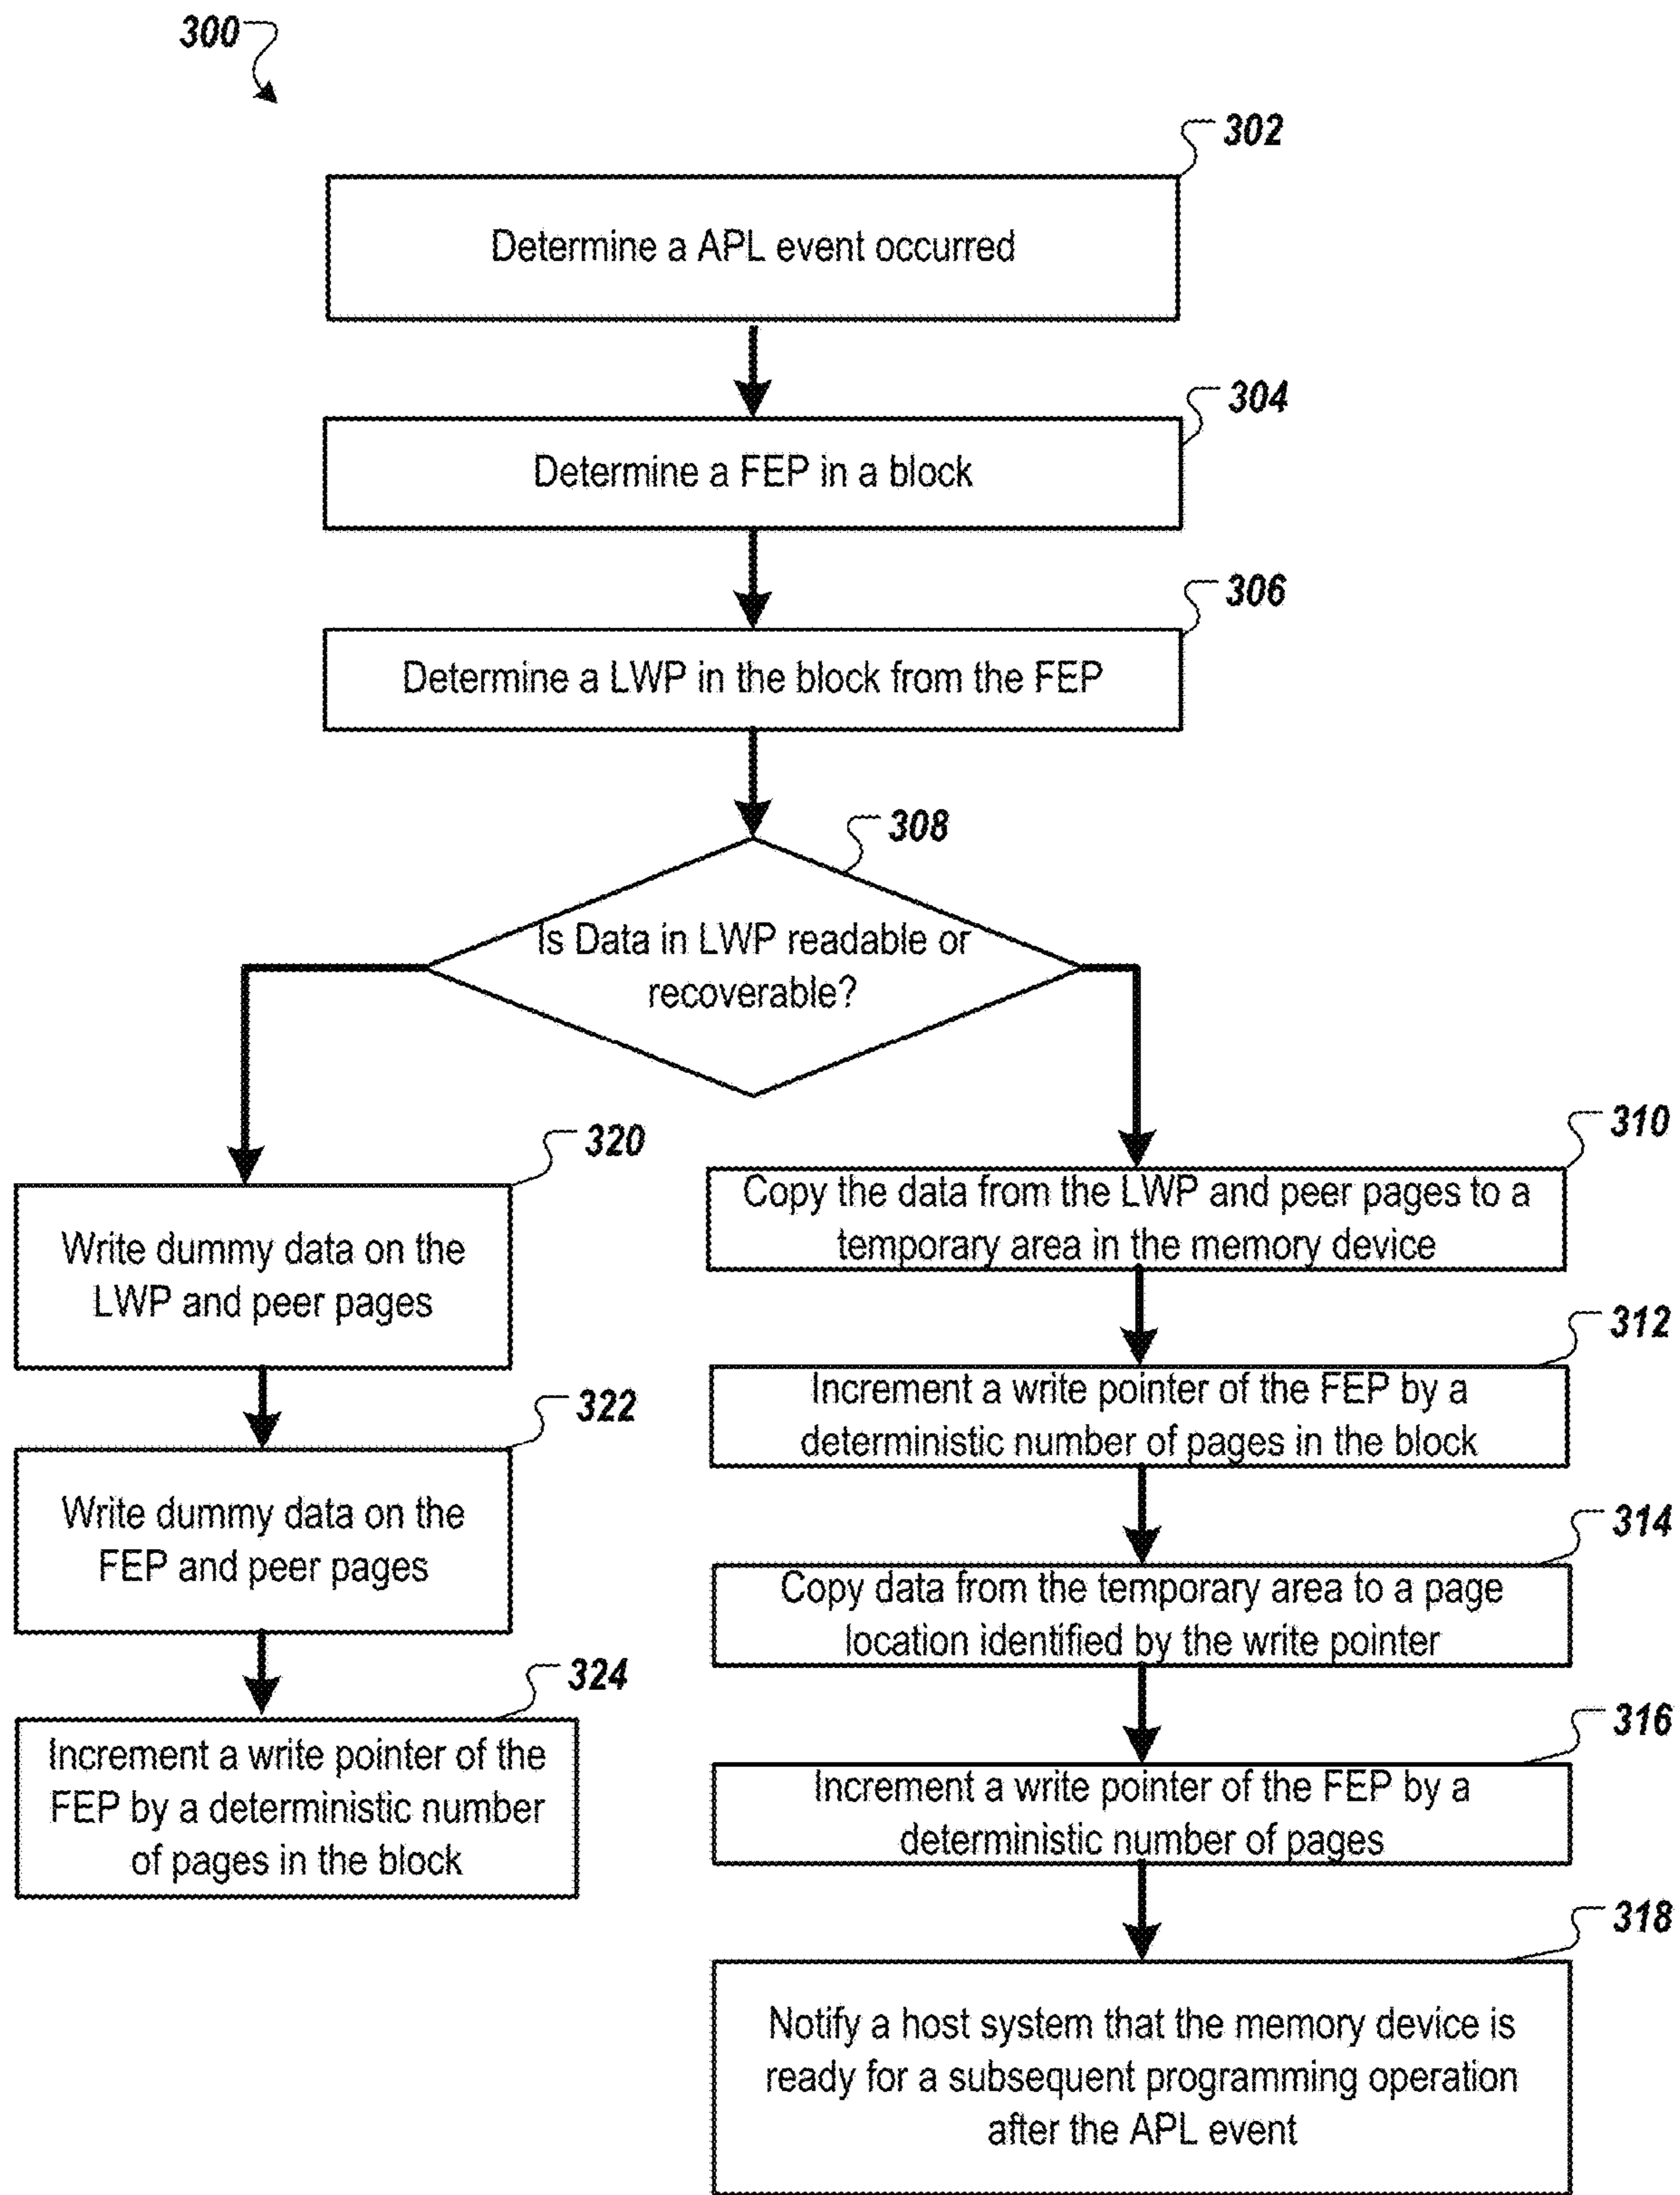 300
302
Determine a APL event occurred
304
Determine a FEP in a block
306
Determine a LWP in the block from the FEP
308
Is Data in LWP readable or
recoverable?
310
Copy the data from the LWP and peer pages to a
temporary area in the memory device
312
Increment a write pointer of the FEP by a
deterministic number of pages in the block
314
Copy data from the temporary area to a page
location identified by the write pointer
316
Increment a write pointer of the FEP by a
deterministic number of pages
318
Notify a host system that the memory device is
ready for a subsequent programming operation
after the APL event
320
Write dummy data on the
LWP and peer pages
322
Write dummy data on the
FEP and peer pages
324
Increment a write pointer of the
FEP by a deterministic number
of pages in the block